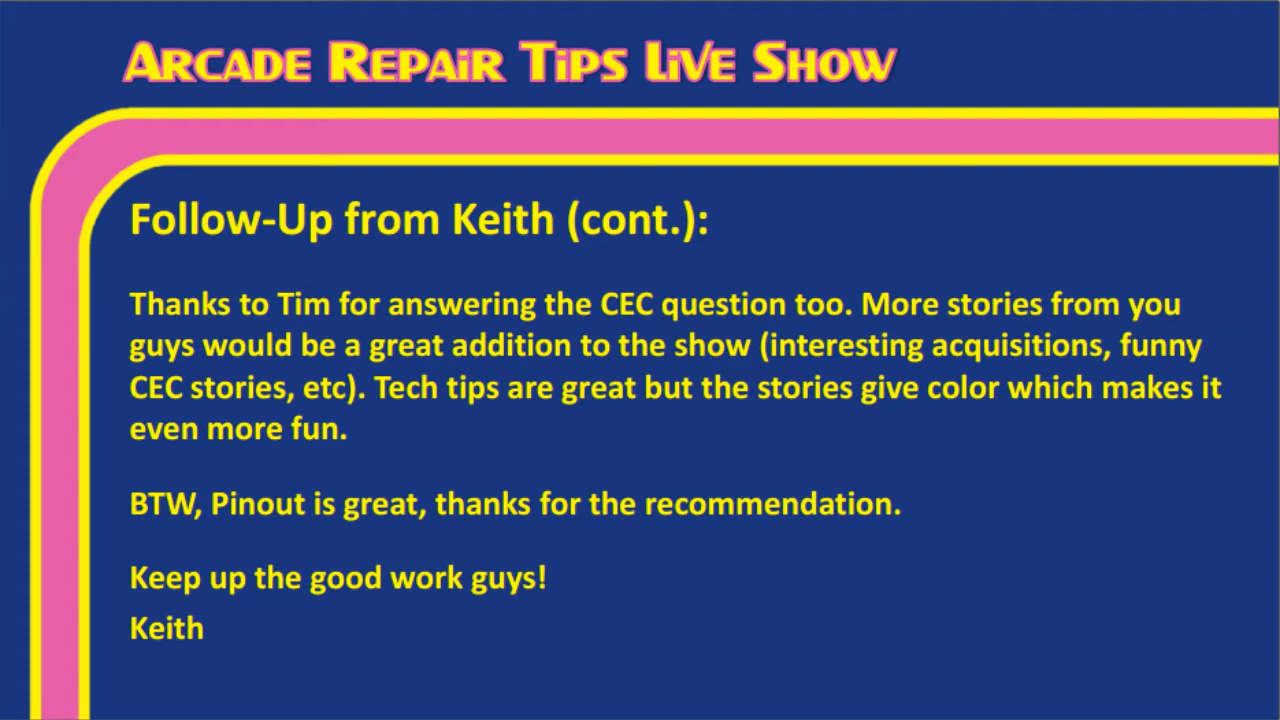 Arcade Repair Tips Live Show
Follow-Up from Keith (cont.):
Thanks to Tim for answering the CEC question too. More stories from you
guys would be a great addition to the show (interesting acquisitions, funny
CEC stories, etc). Tech tips are great but the stories give color which makes it
even more fun.
BTW, Pinout is great, thanks for the recommendation.
Keep up the good work guys!
Keith